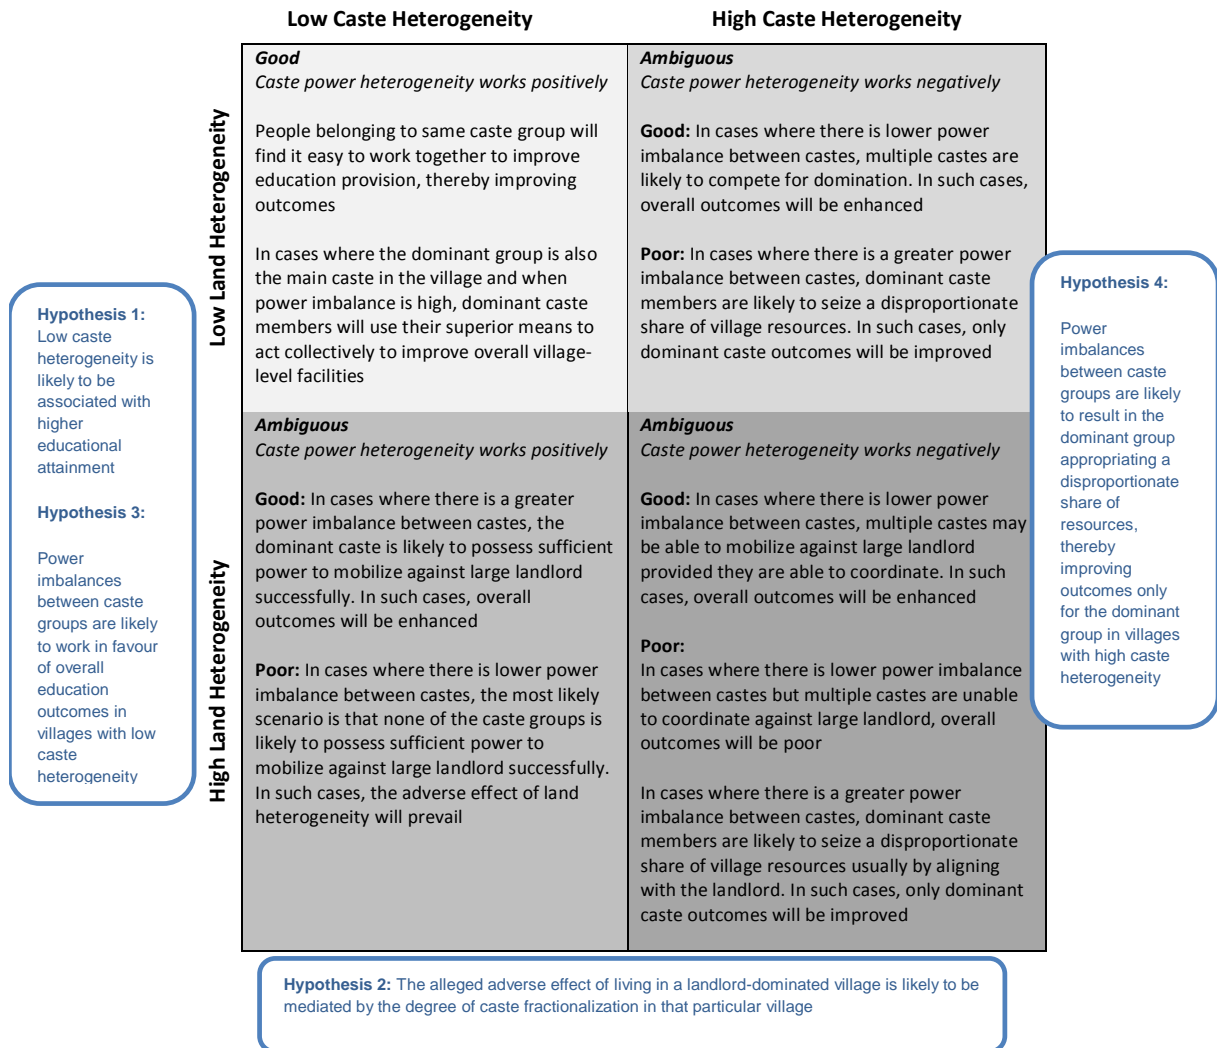 Low Caste Heterogeneity
High Caste Heterogeneity
Low Land Heterogeneity
Good
Caste power heterogeneity works positively
People belonging to same caste group will
find it easy to work together to improve
education provision, thereby improving
outcomes
In cases where the dominant group is also
the main caste in the village and when
power imbalance is high, dominant caste
members will use their superior means to
act collectively to improve overall village-
level facilities
Ambiguous
Caste power heterogeneity works negatively
Good: In cases where there is lower power
imbalance between castes, multiple castes are
likely to compete for domination. In such cases,
overall outcomes will be enhanced
Poor: In cases where there is a greater power
imbalance between castes, dominant caste
members are likely to seize a disproportionate
share of village resources. In such cases, only
dominant caste outcomes will be improved
High Land Heterogeneity
Ambiguous
Caste power heterogeneity works positively
Good: In cases where there is a greater
power imbalance between castes, the
dominant caste is likely to possess sufficient
power to mobilize against large landlord
successfully. In such cases, overall
outcomes will be enhanced
Poor: In cases where there is lower power
imbalance between castes, the most likely
scenario is that none of the caste groups is
likely to possess sufficient power to
mobilize against large landlord successfully.
In such cases, the adverse effect of land
heterogeneity will prevail
Ambiguous
Caste power heterogeneity works negatively
Good: In cases where there is lower power
imbalance between castes, multiple castes may
be able to mobilize against large landlord
provided they are able to coordinate. In such
cases, overall outcomes will be enhanced
Poor:
In cases where there is lower power imbalance
between castes but multiple castes are unable
to coordinate against large landlord, overall
outcomes will be poor
In cases where there is a greater power
imbalance between castes, dominant caste
members are likely to seize a disproportionate
share of village resources usually by aligning
with the landlord. In such cases, only dominant
caste outcomes will be improved
Hypothesis 1:
Low caste
heterogeneity is
likely to be
associated with
higher
educational
attainment
Hypothesis 3:
Power
imbalances
between caste
groups are likely
to work in favour
of overall
education
outcomes in
villages with low
caste
heterogeneity
Hypothesis 4:
Power
imbalances
between caste
groups are likely
to result in the
dominant group
appropriating a
disproportionate
share of
resources,
thereby
improving
outcomes only
for the dominant
group in villages
with high caste
heterogeneity
Hypothesis 2: The alleged adverse effect of living in a landlord-dominated village is likely to be
mediated by the degree of caste fractionalization in that particular village